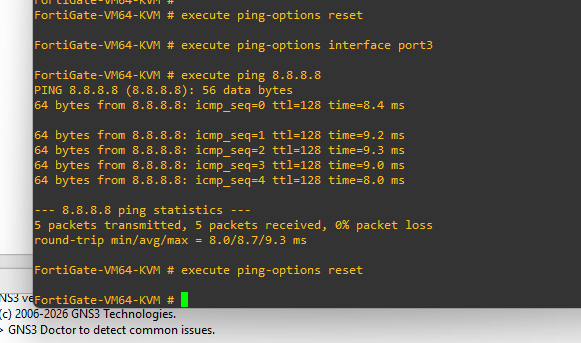 FortiGate-VM64-KVM #
FortiGate-VM64-KVM # execute ping-options reset
FortiGate-VM64-KVM # execute ping-options interface port3
FortiGate-VM64-KVM # execute ping 8.8.8.8
PING 8.8.8.8 (8.8.8.8): 56 data bytes
64 bytes from 8.8.8.8: icmp_seq=0 ttl=128 time=8.4 ms
64 bytes from 8.8.8.8: icmp_seq=1 ttl=128 time=9.2 ms
64 bytes from 8.8.8.8: icmp_seq=2 ttl=128 time=9.3 ms
64 bytes from 8.8.8.8: icmp_seq=3 ttl=128 time=9.0 ms
64 bytes from 8.8.8.8: icmp_seq=4 ttl=128 time=8.0 ms
--- 8.8.8.8 ping statistics ---
5 packets transmitted, 5 packets received, 0% packet loss
round-trip min/avg/max = 8.0/8.7/9.3 ms
FortiGate-VM64-KVM # execute ping-options reset
FortiGate-VM64-KVM #
(c) 2006-2026 GNS3 Technologies.
> GNS3 Doctor to detect common issues.